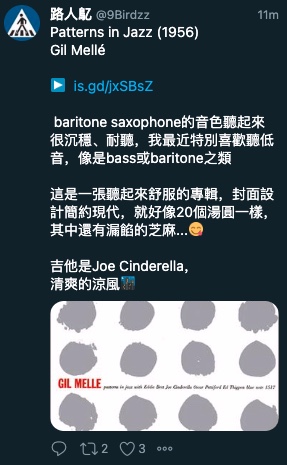 路人馜 @9Birdzz 11m
Patterns in Jazz (1956)
Gil Mellé
is.gd/jxSBsZ
baritone saxophone的音色聽起來
很沉穩、耐聽，我最近特別喜歡聽低
音，像是bass或baritone之類
這是一張聽起來舒服的專輯，封面設
計簡約現代，就好像20個湯圓一樣，
其中還有漏餡的芝麻...😋
吉他是Joe Cinderella,
清爽的涼風🎆
GIL MELLE patterns in jazz with Eddie Bert Joe Cinderella Oscar Pettiford Ed Thigpen blue note 1517
2 3